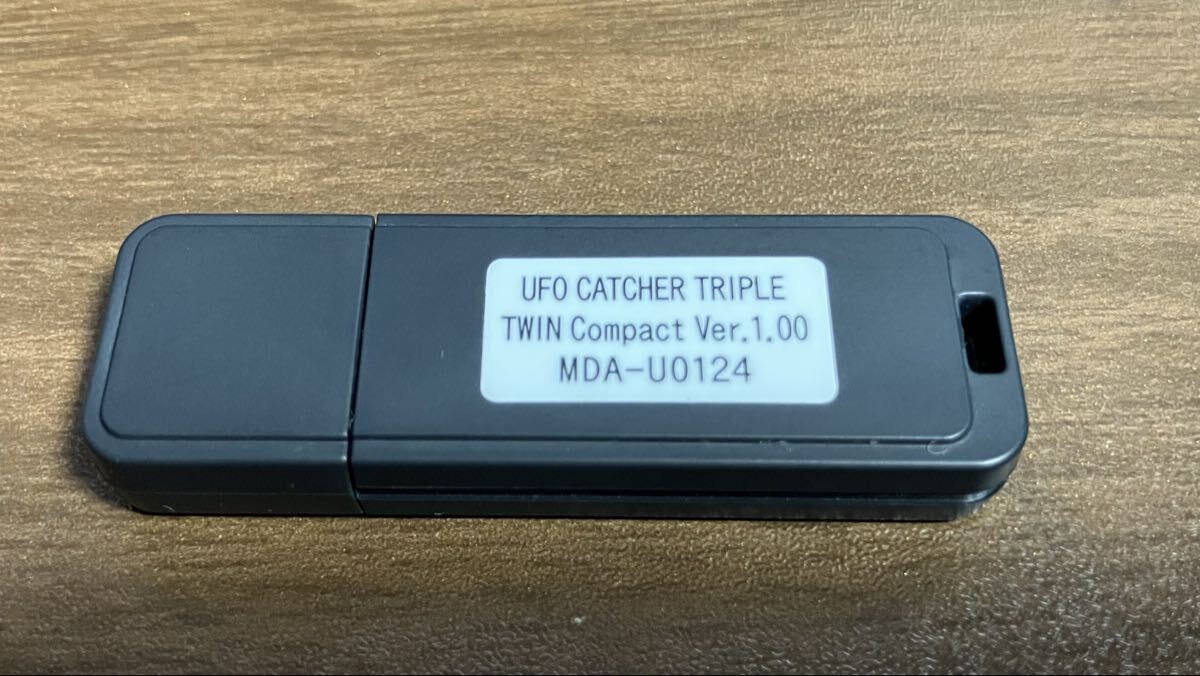 UFO CATCHER TRIPLE
TWIN Compact Ver.1.00
MDA-U0124